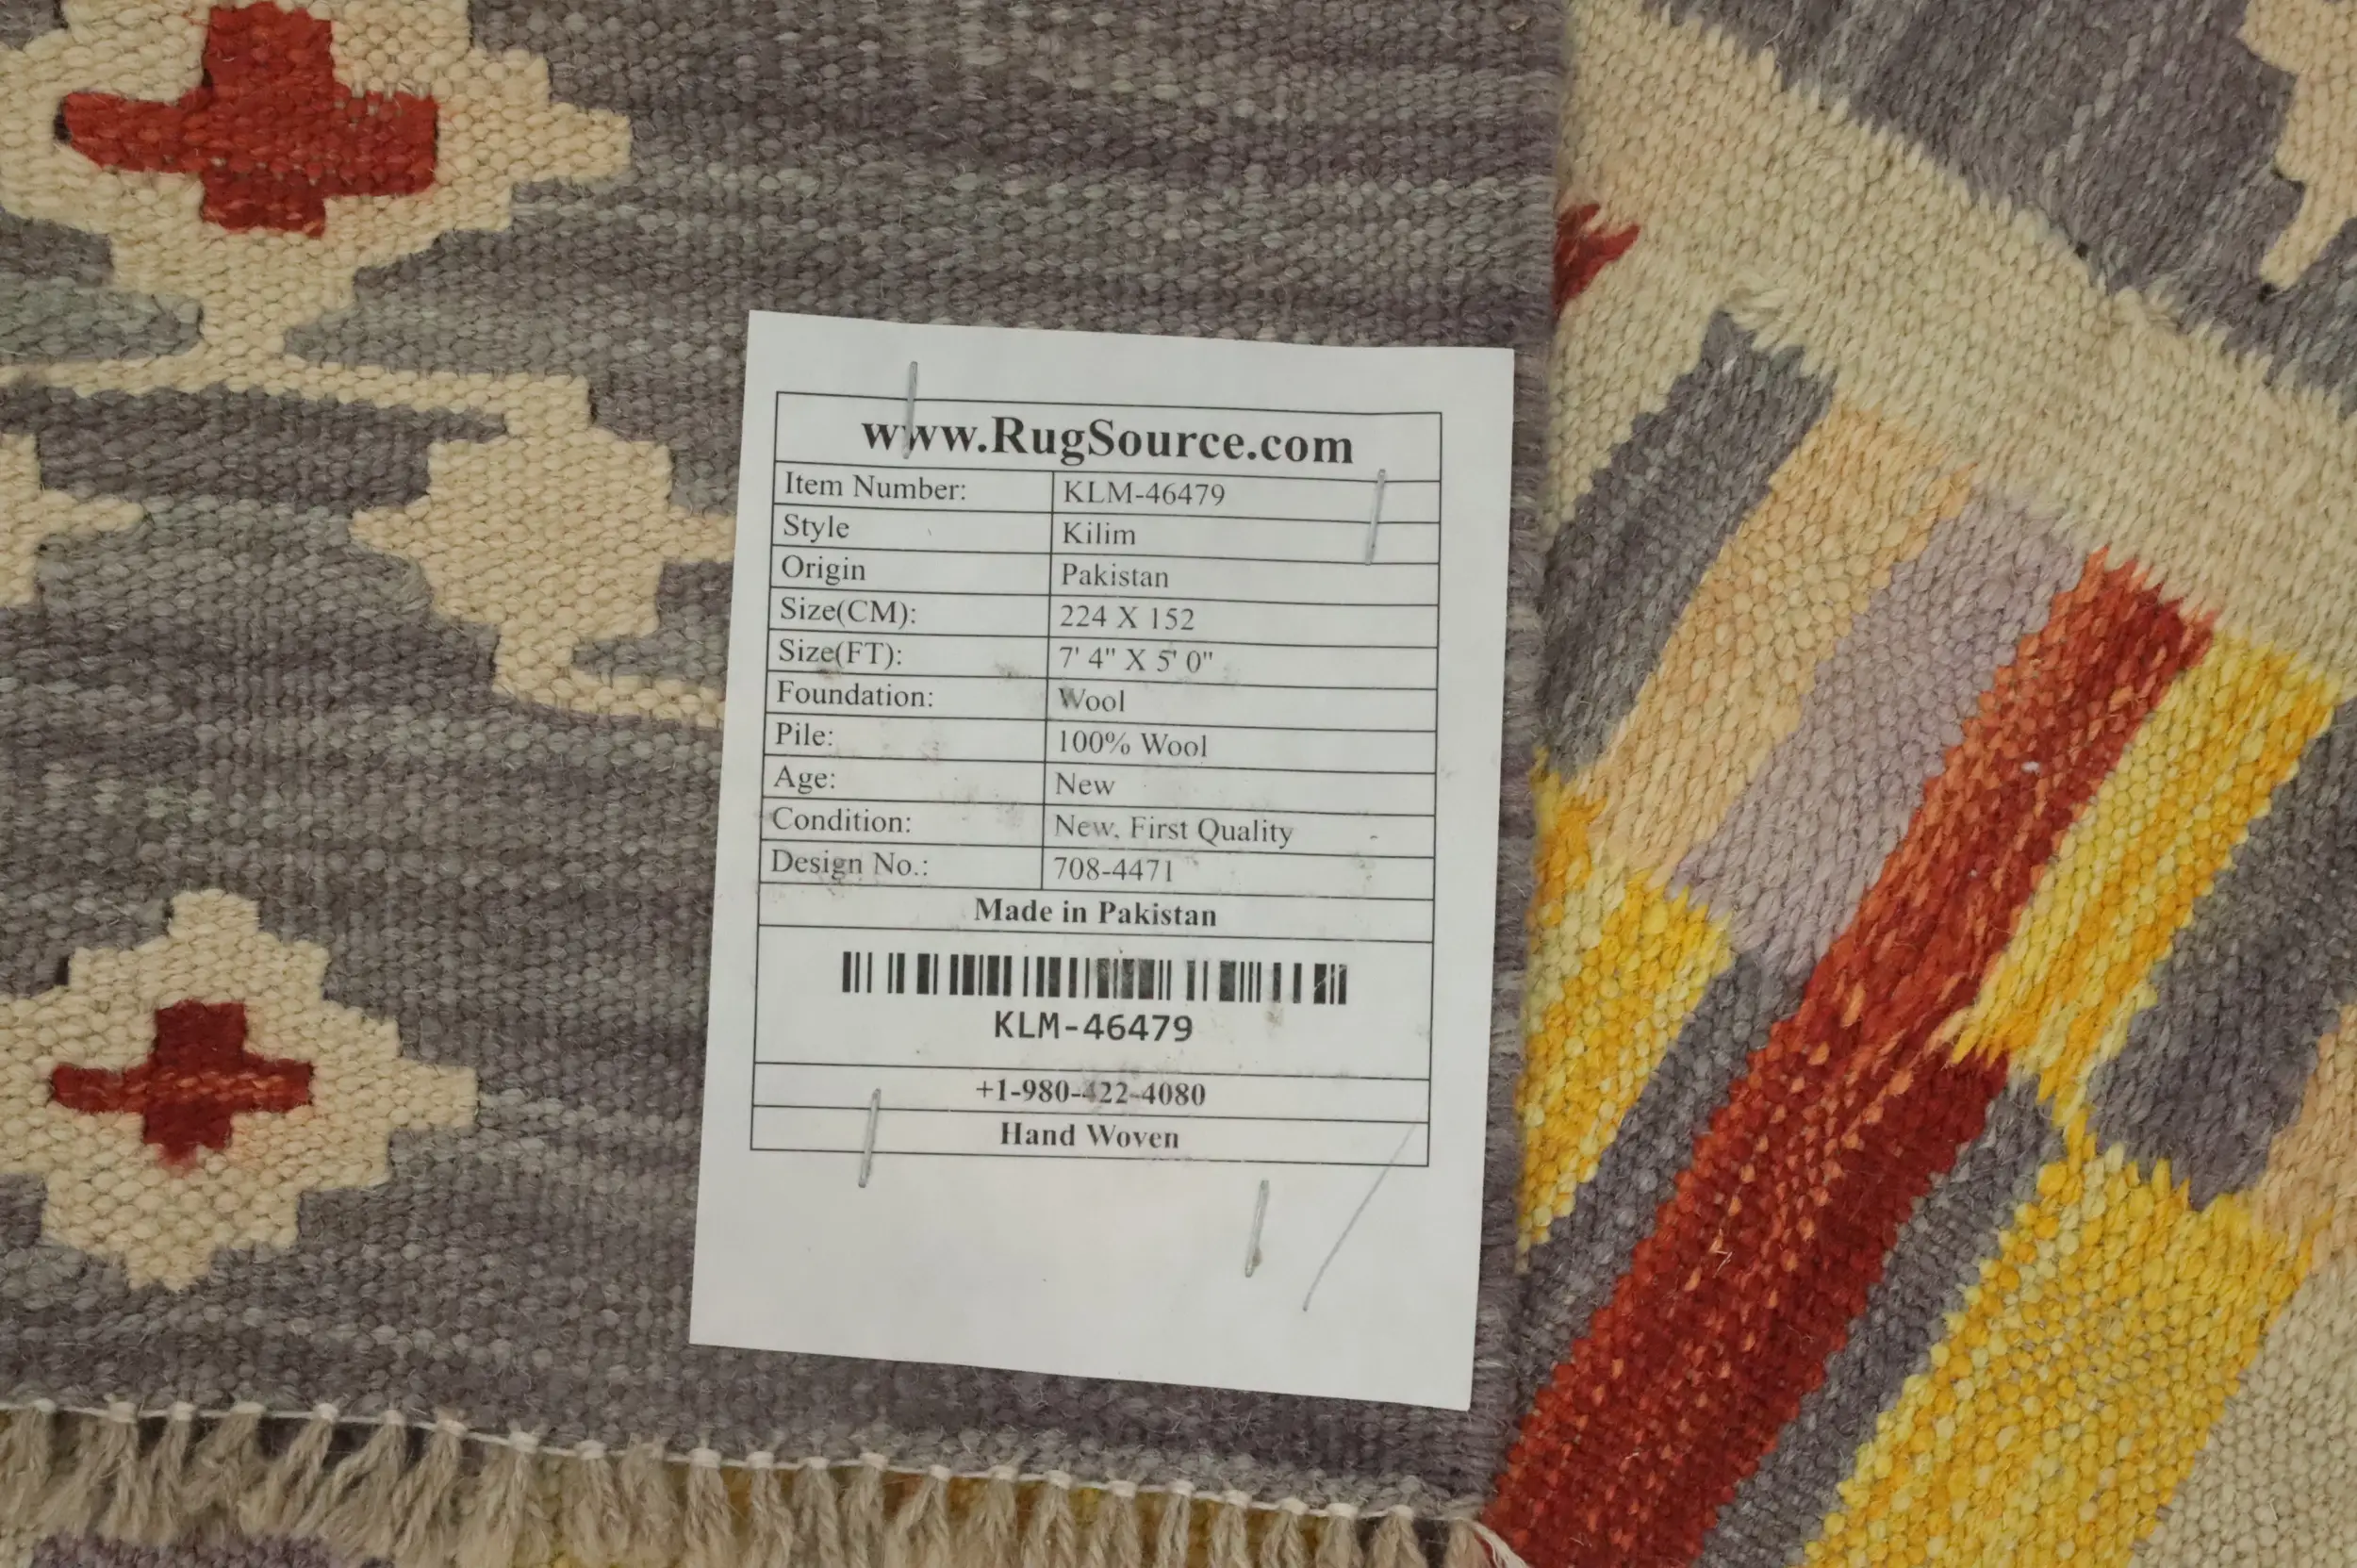 www.RugSource.com
Item Number: KLM-46479
Style Kilim
Origin Pakistan
Size(CM): 224 X 152
Size(FT): 7' 4" X 5' 0"
Foundation: Wool
Pile: 100% Wool
Age: New
Condition: New, First Quality
Design No.: 708-4471
Made in Pakistan
KLM-46479
+1-980-422-4080
Hand Woven